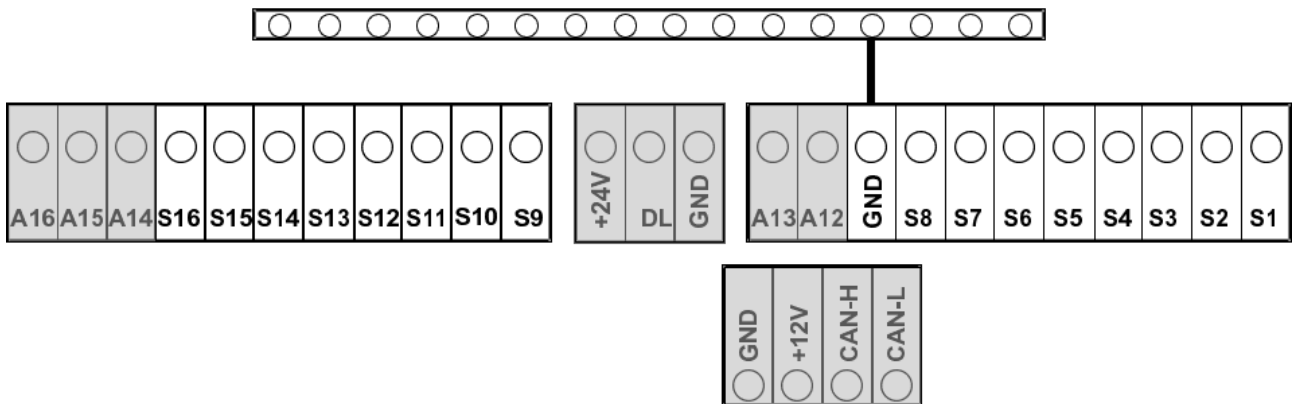 A16 A15 A14 S16 S15 S14 S13 S12 S11 S10 S9
+24V DL GND
A13 A12 GND S8 S7 S6 S5 S4 S3 S2 S1
GND +12V CAN-H CAN-L